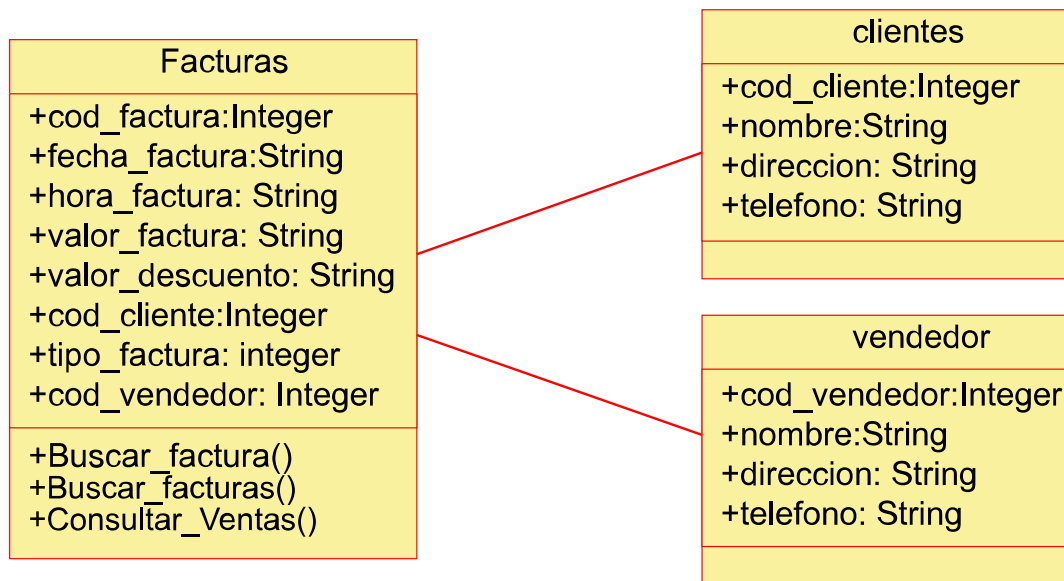 Facturas
+cod_factura:Integer
+fecha_factura:String
+hora_factura: String
+valor_factura: String
+valor_descuento: String
+cod_cliente:Integer
+tipo_factura: integer
+cod_vendedor: Integer
+Buscar_factura()
+Buscar_facturas()
+Consultar_Ventas()
clientes
+cod_cliente:Integer
+nombre:String
+direccion: String
+telefono: String
vendedor
+cod_vendedor:Integer
+nombre:String
+direccion: String
+telefono: String